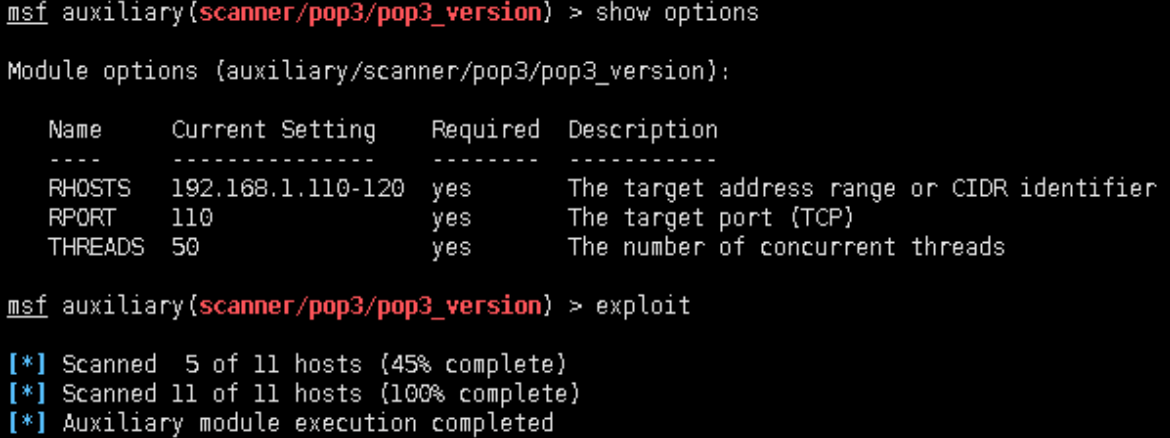 msf auxiliary(scanner/pop3/pop3_version) > show options
Module options (auxiliary/scanner/pop3/pop3_version):
Name Current Setting Required Description
---- --------------- -------- -----------
RHOSTS 192.168.1.110-120 yes The target address range or CIDR identifier
RPORT 110 yes The target port (TCP)
THREADS 50 yes The number of concurrent threads
msf auxiliary(scanner/pop3/pop3_version) > exploit
[*] Scanned 5 of 11 hosts (45% complete)
[*] Scanned 11 of 11 hosts (100% complete)
[*] Auxiliary module execution completed